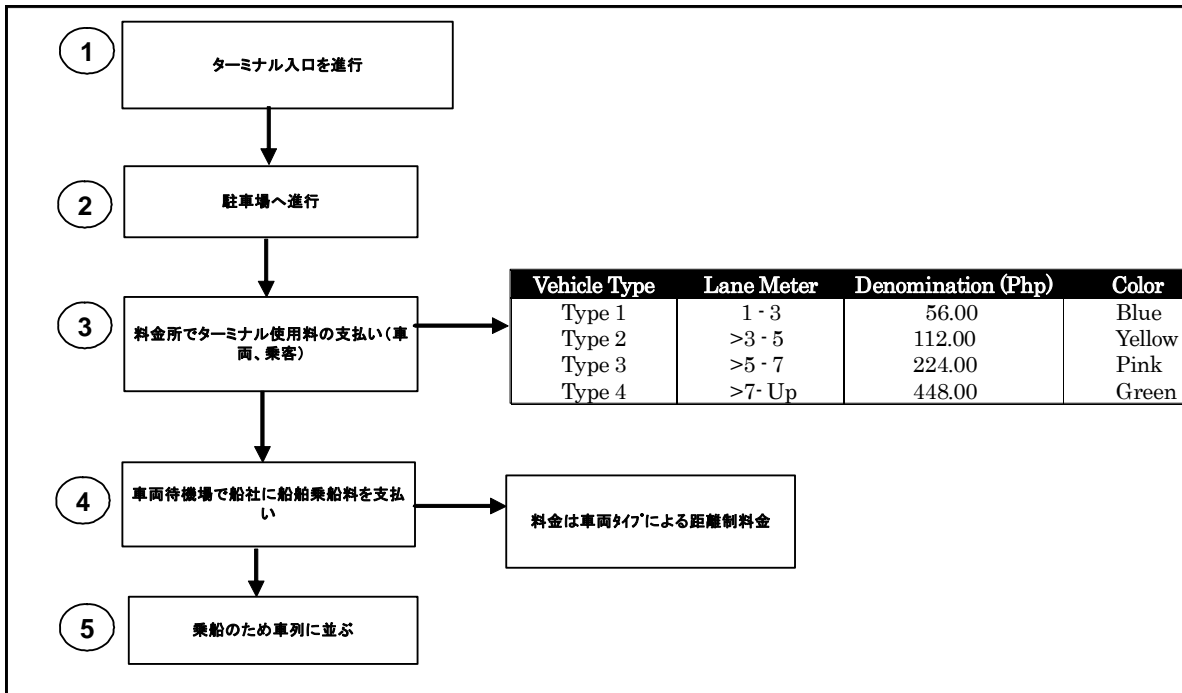 1
ターミナル入口を進行
2
駐車場へ進行
3
料金所でターミナル使用料の支払い（車
両、乗客）
Vehicle Type Lane Meter Denomination (Php) Color
Type 1 1 - 3 56.00 Blue
Type 2 >3 - 5 112.00 Yellow
Type 3 >5 - 7 224.00 Pink
Type 4 >7- Up 448.00 Green
4
車両待機場で船社に船舶乗船料を支払
い
料金は車両ﾀｲﾌﾟによる距離制料金
5
乗船のため車列に並ぶ